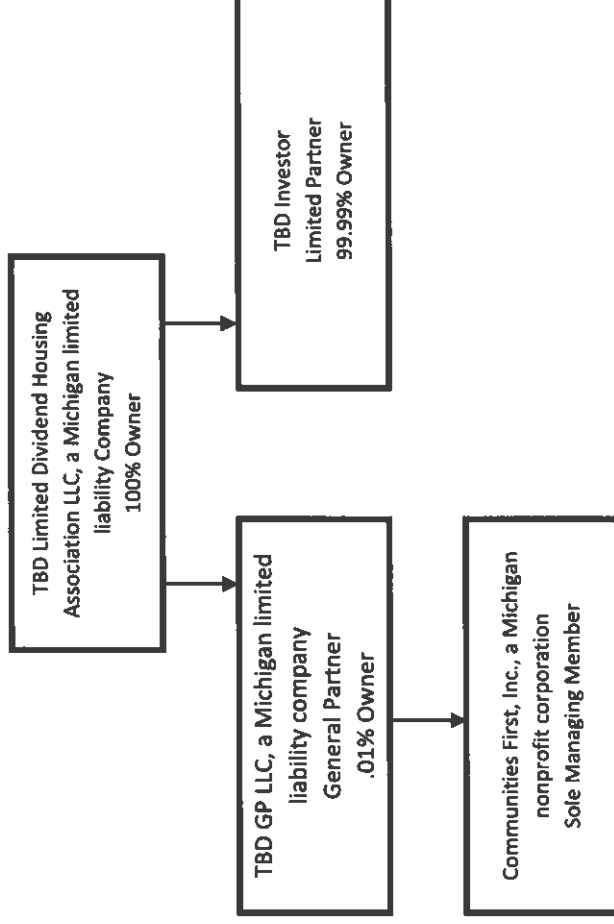 TBD Limited Dividend Housing
Association LLC, a Michigan limited
liability Company
100% Owner
TBD GP LLC, a Michigan limited
liability company
General Partner
.01% Owner
TBD Investor
Limited Partner
99.99% Owner
Communities First, Inc., a Michigan
nonprofit corporation
Sole Managing Member